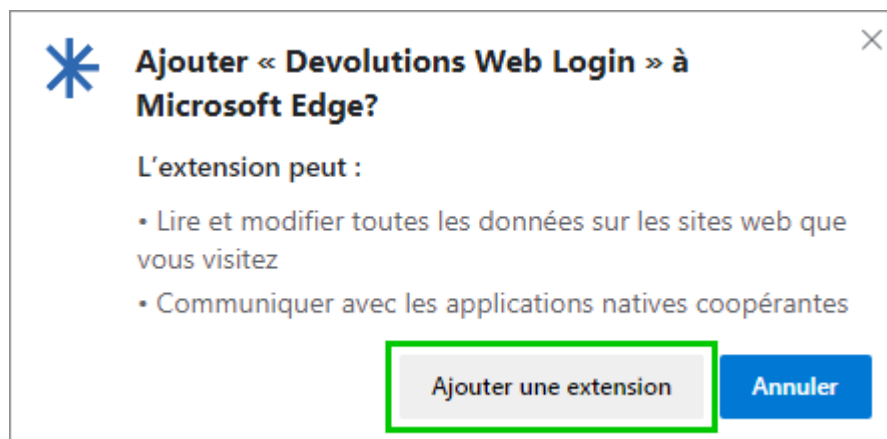 Ajouter « Devolutions Web Login » à
Microsoft Edge?
L’extension peut :
• Lire et modifier toutes les données sur les sites web que
vous visitez
• Communiquer avec les applications natives coopérantes
Ajouter une extension
Annuler